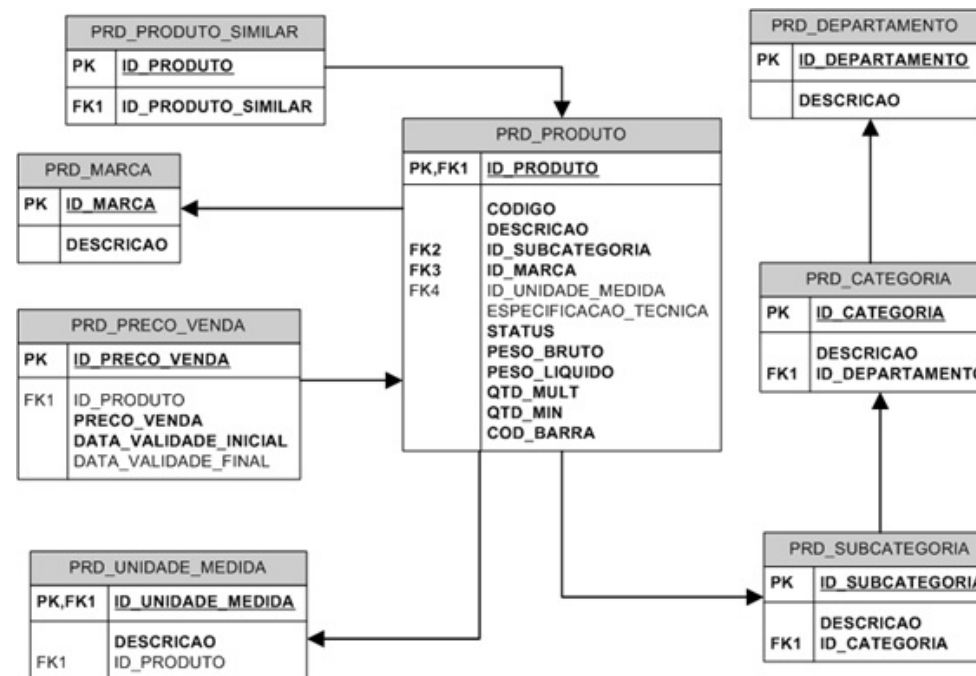 PRD_PRODUTO_SIMILAR
PK ID_PRODUTO
FK1 ID_PRODUTO_SIMILAR
PRD_DEPARTAMENTO
PK ID_DEPARTAMENTO
DESCRICAO
PRD_MARCA
PK ID_MARCA
DESCRICAO
PRD_PRODUTO
PK,FK1 ID_PRODUTO
CODIGO
DESCRICAO
FK2 ID_SUBCATEGORIA
FK3 ID_MARCA
FK4 ID_UNIDADE_MEDIDA
ESPECIFICACAO_TECNICA
STATUS
PESO_BRUTO
PESO_LIQUIDO
QTD_MULT
QTD_MIN
COD_BARRA
PRD_CATEGORIA
PK ID_CATEGORIA
DESCRICAO
FK1 ID_DEPARTAMENTO
PRD_PRECO_VENDA
PK ID_PRECO_VENDA
FK1 ID_PRODUTO
PRECO_VENDA
DATA_VALIDADE_INICIAL
DATA_VALIDADE_FINAL
PRD_UNIDADE_MEDIDA
PK,FK1 ID_UNIDADE_MEDIDA
DESCRICAO
FK1 ID_PRODUTO
PRD_SUBCATEGORIA
PK ID_SUBCATEGORIA
DESCRICAO
FK1 ID_CATEGORIA